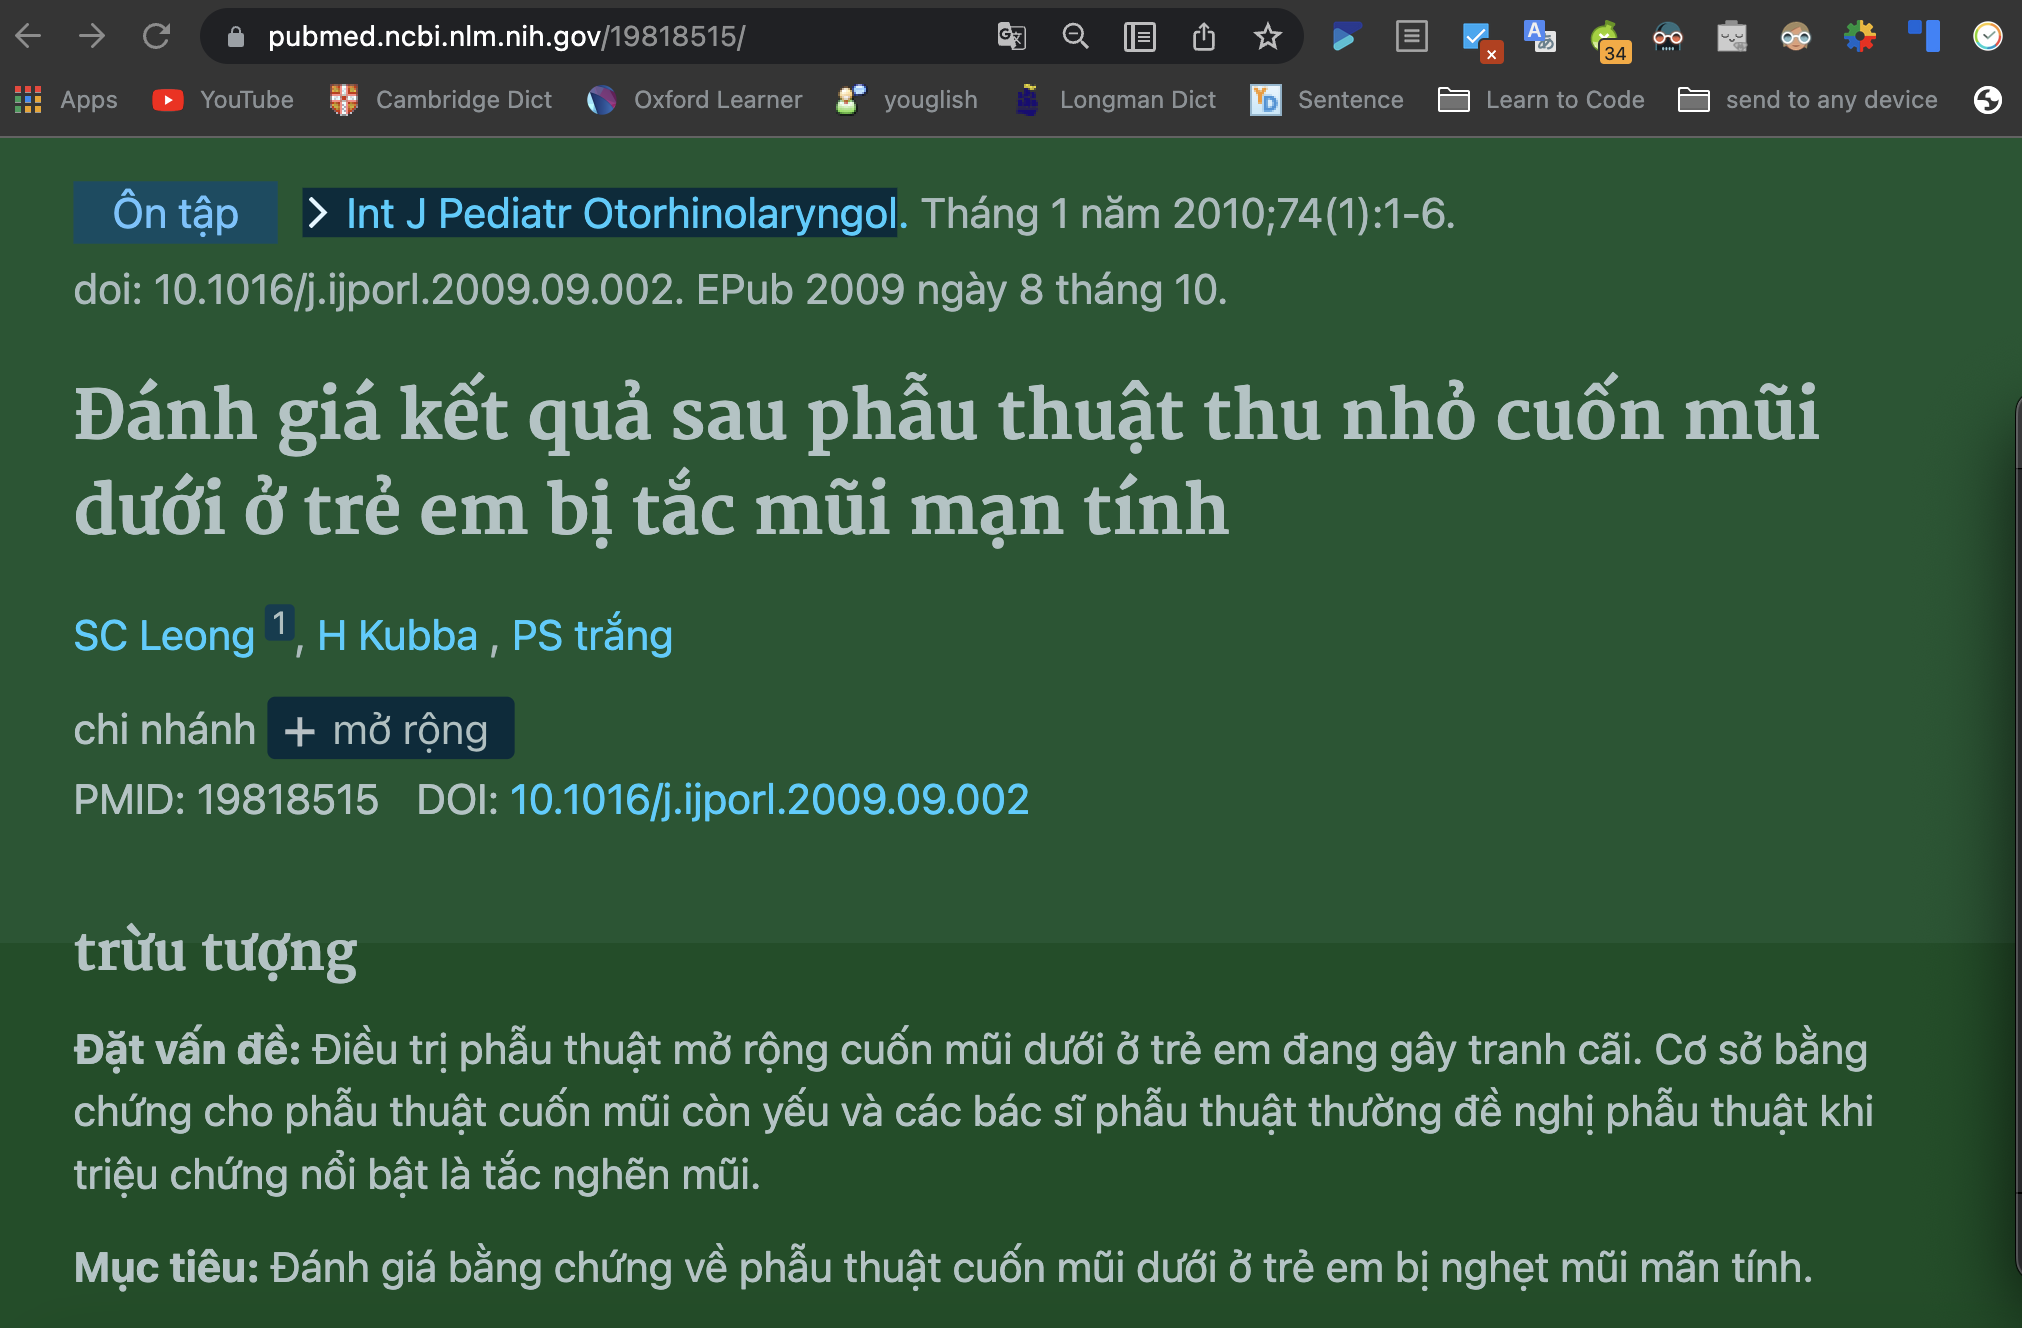 pubmed.ncbi.nlm.nih.gov/19818515/
34
Apps YouTube Cambridge Dict Oxford Learner youglish Longman Dict Sentence Learn to Code send to any device
Ôn tập > Int J Pediatr Otorhinolaryngol. Tháng 1 năm 2010;74(1):1-6.
doi: 10.1016/j.ijporl.2009.09.002. EPub 2009 ngày 8 tháng 10.
Đánh giá kết quả sau phẫu thuật thu nhỏ cuốn mũi
dưới ở trẻ em bị tắc mũi mạn tính
SC Leong 1, H Kubba , PS trắng
chi nhánh + mở rộng
PMID: 19818515 DOI: 10.1016/j.ijporl.2009.09.002
trừu tượng
Đặt vấn đề: Điều trị phẫu thuật mở rộng cuốn mũi dưới ở trẻ em đang gây tranh cãi. Cơ sở bằng
chứng cho phẫu thuật cuốn mũi còn yếu và các bác sĩ phẫu thuật thường đề nghị phẫu thuật khi
triệu chứng nổi bật là tắc nghẽn mũi.
Mục tiêu: Đánh giá bằng chứng về phẫu thuật cuốn mũi dưới ở trẻ em bị nghẹt mũi mãn tính.